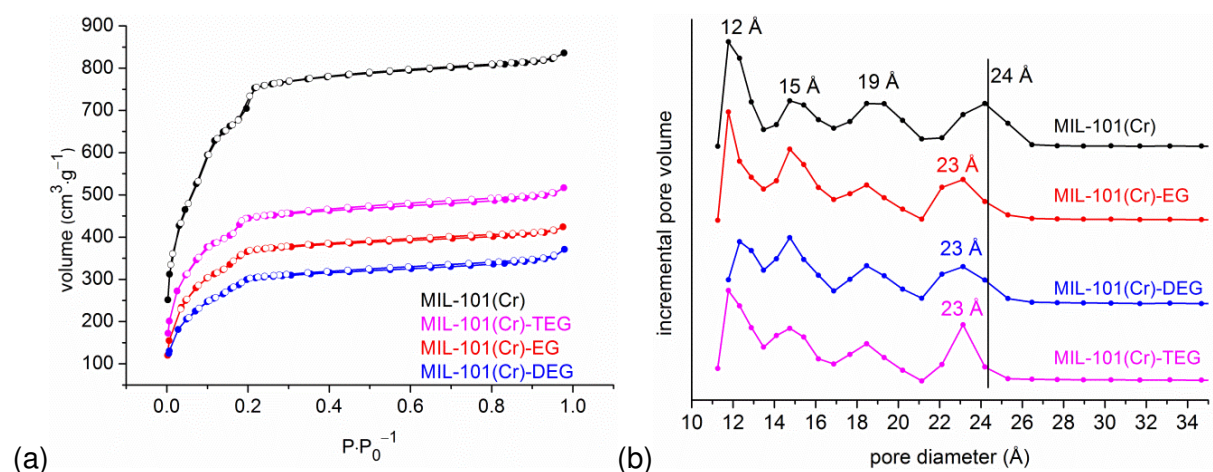 900
800
700
600
500
400
300
200
100
volume (cm³·g⁻¹)
0.0 0.2 0.4 0.6 0.8 1.0
P·P₀⁻¹
MIL-101(Cr)
MIL-101(Cr)-TEG
MIL-101(Cr)-EG
MIL-101(Cr)-DEG
(a)
12 Å
15 Å
19 Å
24 Å
MIL-101(Cr)
23 Å
MIL-101(Cr)-EG
23 Å
MIL-101(Cr)-DEG
23 Å
MIL-101(Cr)-TEG
incremental pore volume
10 12 14 16 18 20 22 24 26 28 30 32 34
pore diameter (Å)
(b)